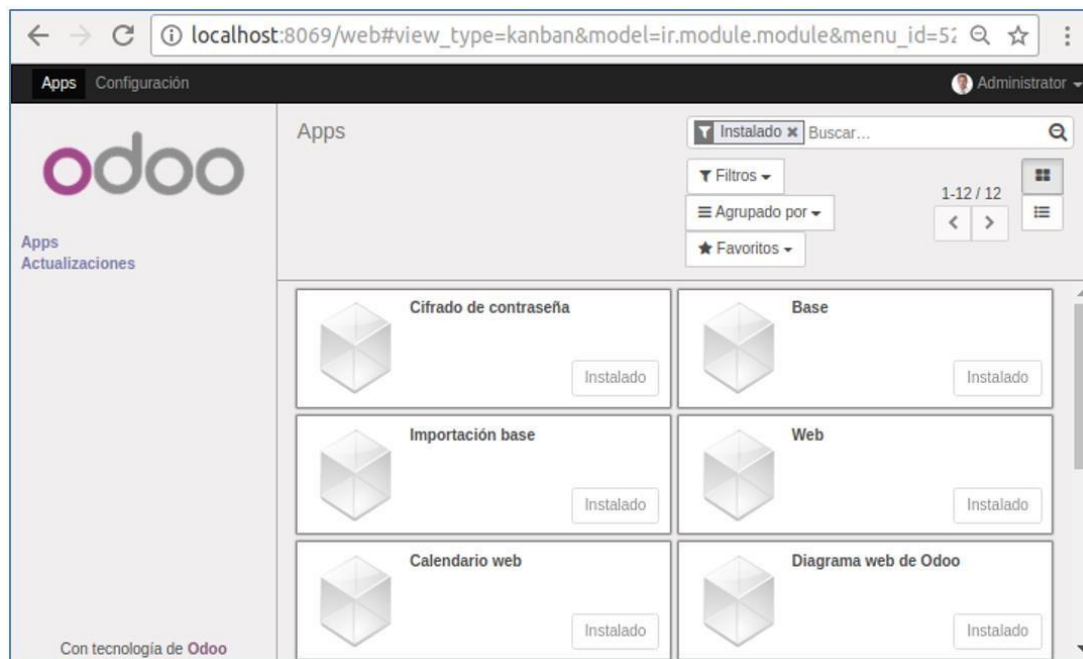 localhost:8069/web#view_type=kanban&model=ir.module.module&menu_id=52
Apps Configuración Administrator
odoo
Apps
Actualizaciones
Con tecnología de Odoo
Apps
Instalado Buscar...
Filtros
Agrupado por
Favoritos
1-12 / 12
Cifrado de contraseña
Instalado
Base
Instalado
Importación base
Instalado
Web
Instalado
Calendario web
Instalado
Diagrama web de Odoo
Instalado